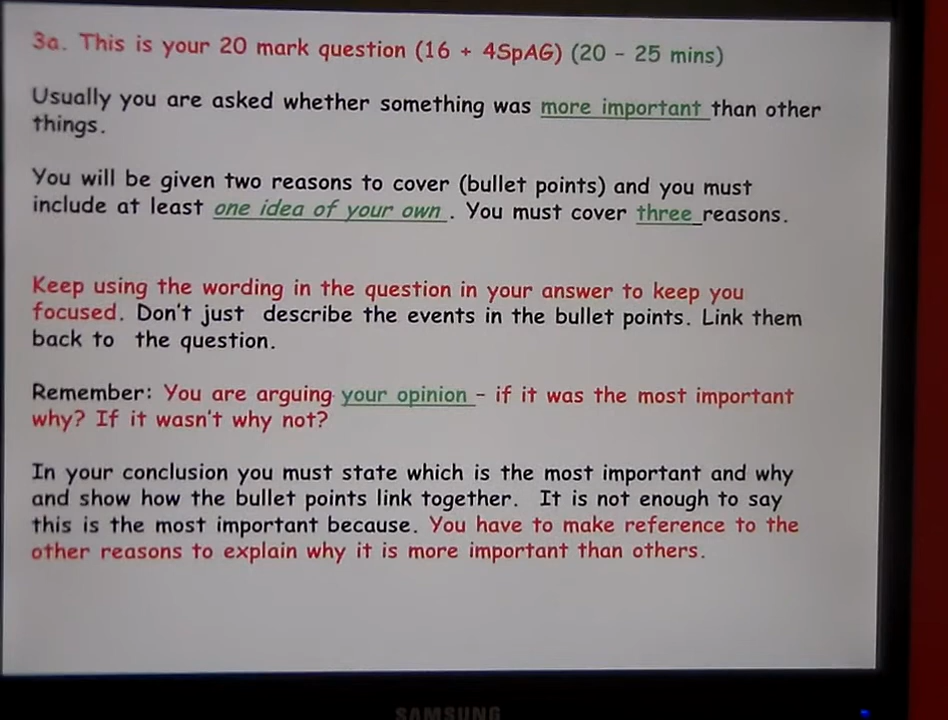 3a. This is your 20 mark question (16 + 4SpAG) (20 - 25 mins)
Usually you are asked whether something was more important than other
things.
You will be given two reasons to cover (bullet points) and you must
include at least one idea of your own . You must cover three reasons.
Keep using the wording in the question in your answer to keep you
focused. Don't just describe the events in the bullet points. Link them
back to the question.
Remember: You are arguing your opinion - if it was the most important
why? If it wasn't why not?
In your conclusion you must state which is the most important and why
and show how the bullet points link together. It is not enough to say
this is the most important because. You have to make reference to the
other reasons to explain why it is more important than others.
SAMSUNG